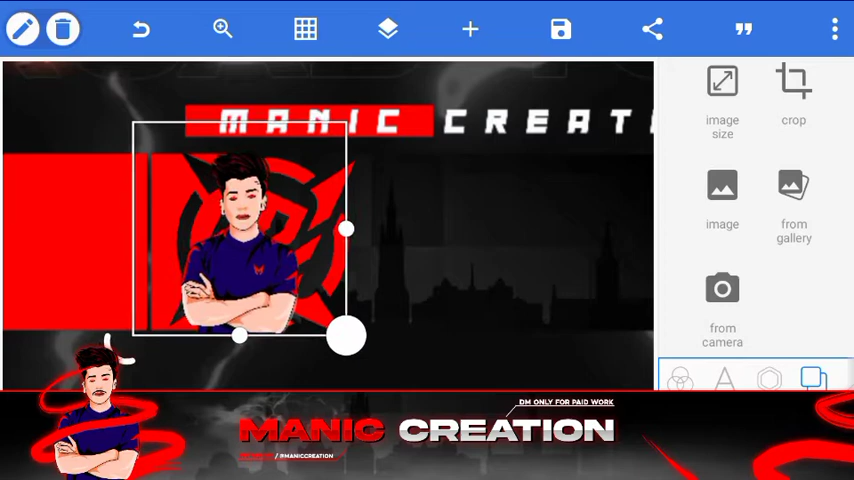 MANIC CREAT
image size
crop
image
from gallery
from camera
DM ONLY FOR PAID WORK
MANIC CREATION
/ @MANICCREATION